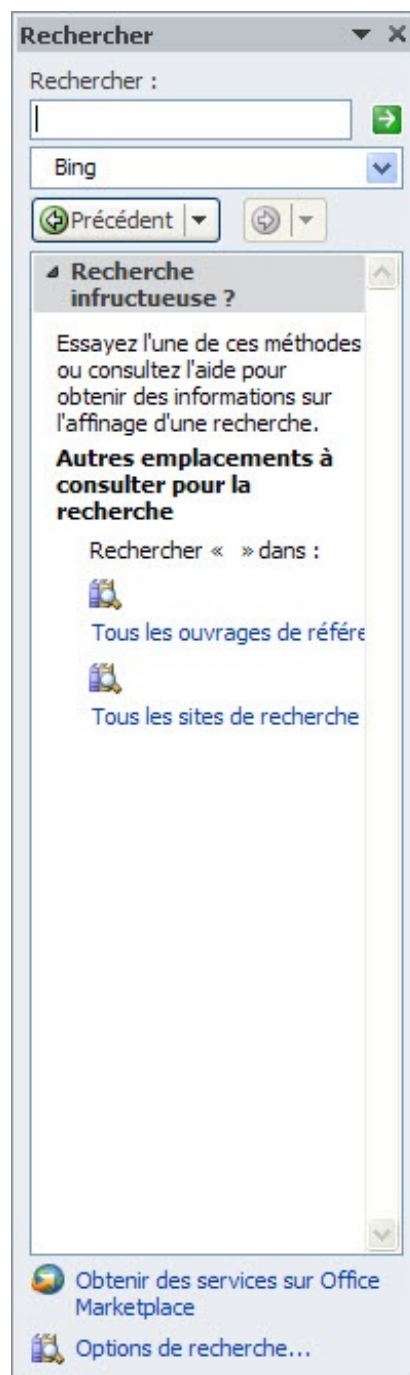 Rechercher
Rechercher :
Bing
Précédent
Recherche
infructueuse ?
Essayez l'une de ces méthodes
ou consultez l'aide pour
obtenir des informations sur
l'affinage d'une recherche.
Autres emplacements à
consulter pour la
recherche
Rechercher «  » dans :
Tous les ouvrages de référe
Tous les sites de recherche
Obtenir des services sur Office
Marketplace
Options de recherche...